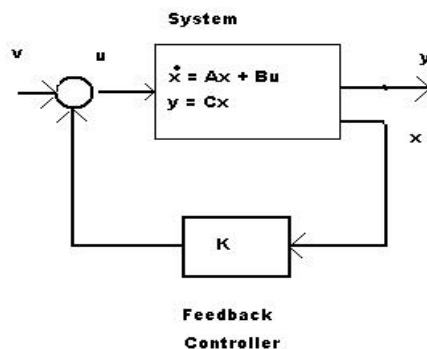 System
v
u
ẋ = Ax + Bu
y = Cx
y
x
K
Feedback
Controller